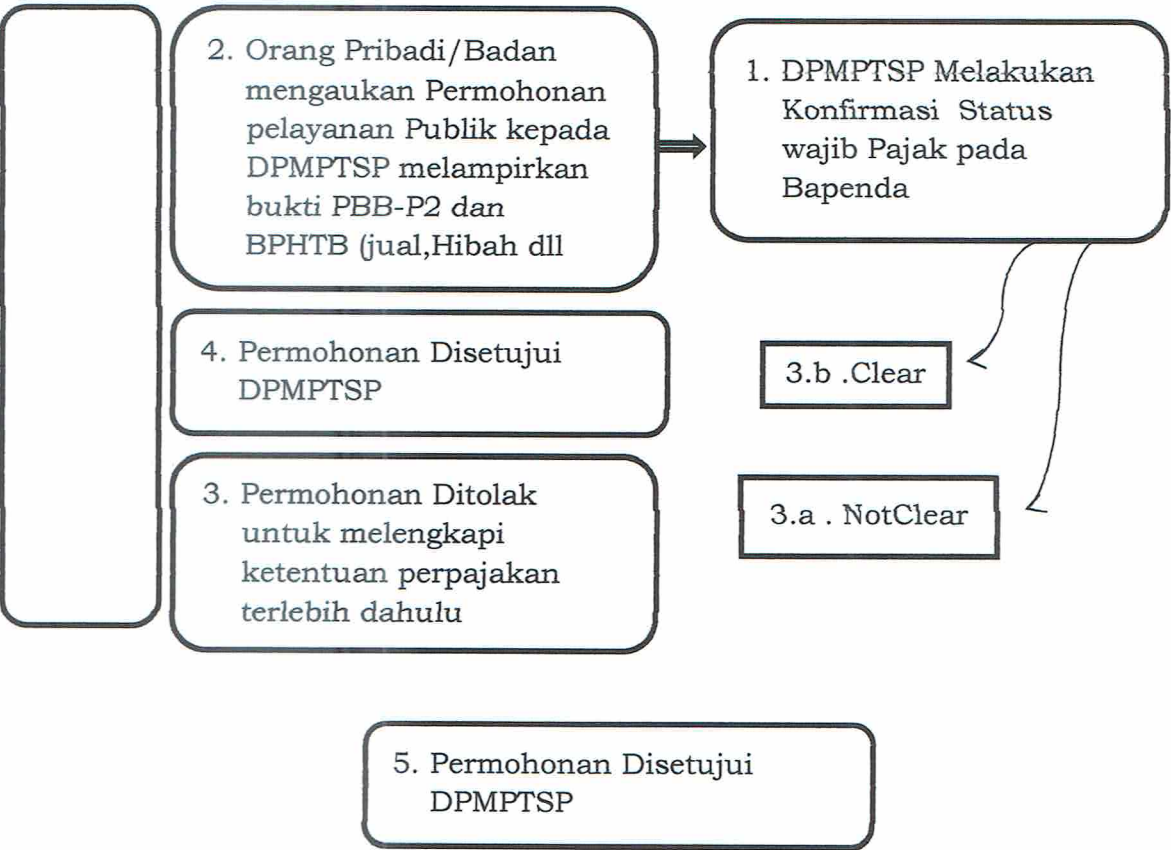 2. Orang Pribadi/Badan
mengaukan Permohonan
pelayanan Publik kepada
DPMPTSP melampirkan
bukti PBB-P2 dan
BPHTB (jual,Hibah dll
1. DPMPTSP Melakukan
Konfirmasi Status
wajib Pajak pada
Bapenda
4. Permohonan Disetujui
DPMPTSP
3.b .Clear
3. Permohonan Ditolak
untuk melengkapi
ketentuan perpajakan
terlebih dahulu
3.a . NotClear
5. Permohonan Disetujui
DPMPTSP